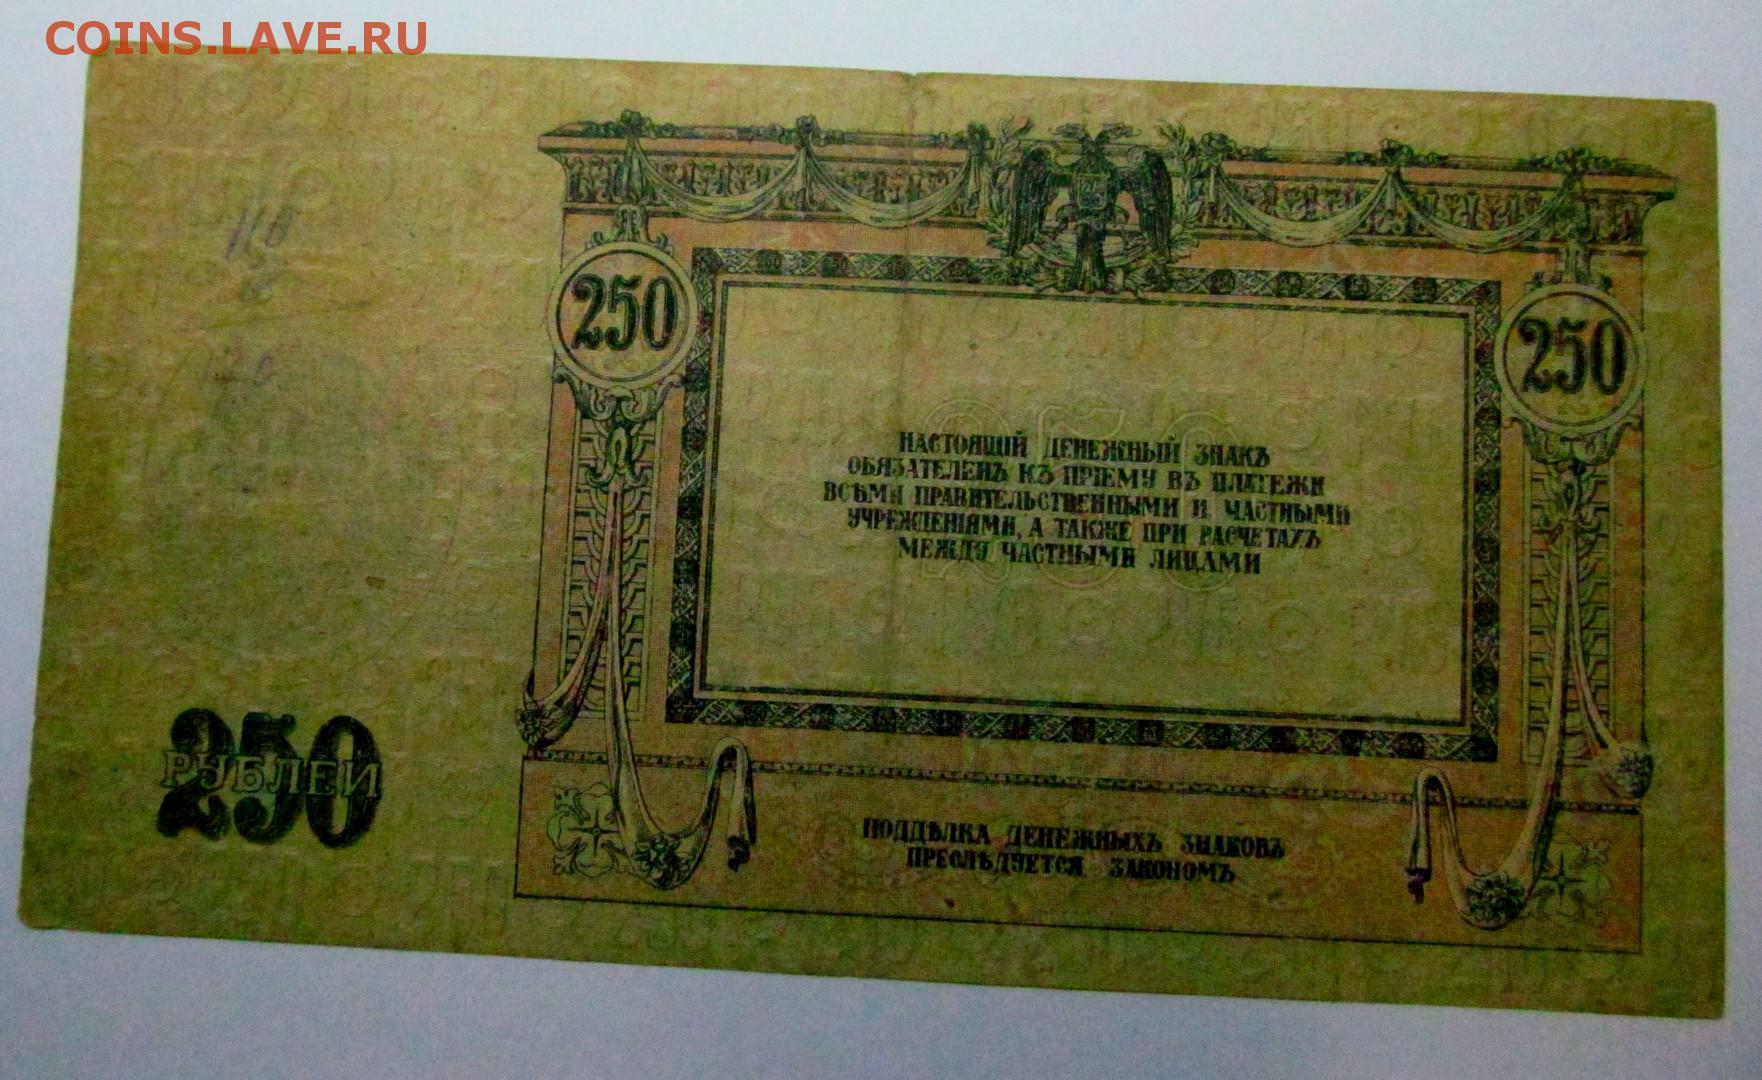 COINS.LAVE.RU
250
250
НАСТОЯЩІЙ ДЕНЕЖНЫЙ ЗНАКЪ
ОБЯЗАТЕЛЕНЪ КЪ ПРІЕМУ ВЪ ПЛАТЕЖИ
ВСѢМИ ПРАВИТЕЛЬСТВЕННЫМИ И ЧАСТНЫМИ
УЧРЕЖДЕНІЯМИ, А ТАКЖЕ ПРИ РАСЧЕТАХЪ
МЕЖДУ ЧАСТНЫМИ ЛИЦАМИ
250
РУБЛЕЙ
ПОДДѢЛКА ДЕНЕЖНЫХЪ ЗНАКОВЪ
ПРЕСЛѢДУЕТСЯ ЗАКОНОМЪ